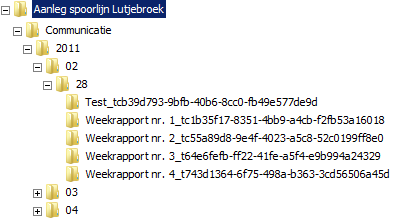 Aanleg spoorlijn Lutjebroek
Communicatie
2011
02
28
Test_tcb39d793-9bfb-40b6-8cc0-fb49e577de9d
Weekrapport nr. 1_tc1b35f17-8351-4bb9-a4cb-f2fb53a16018
Weekrapport nr. 2_tc55a89d8-9e4f-4023-a5c8-52c0199ff8e0
Weekrapport nr. 3_t64e6fefb-ff22-41fe-a5f4-e9b994a24329
Weekrapport nr. 4_t743d1364-6f75-498a-b363-3cd56506a45d
03
04